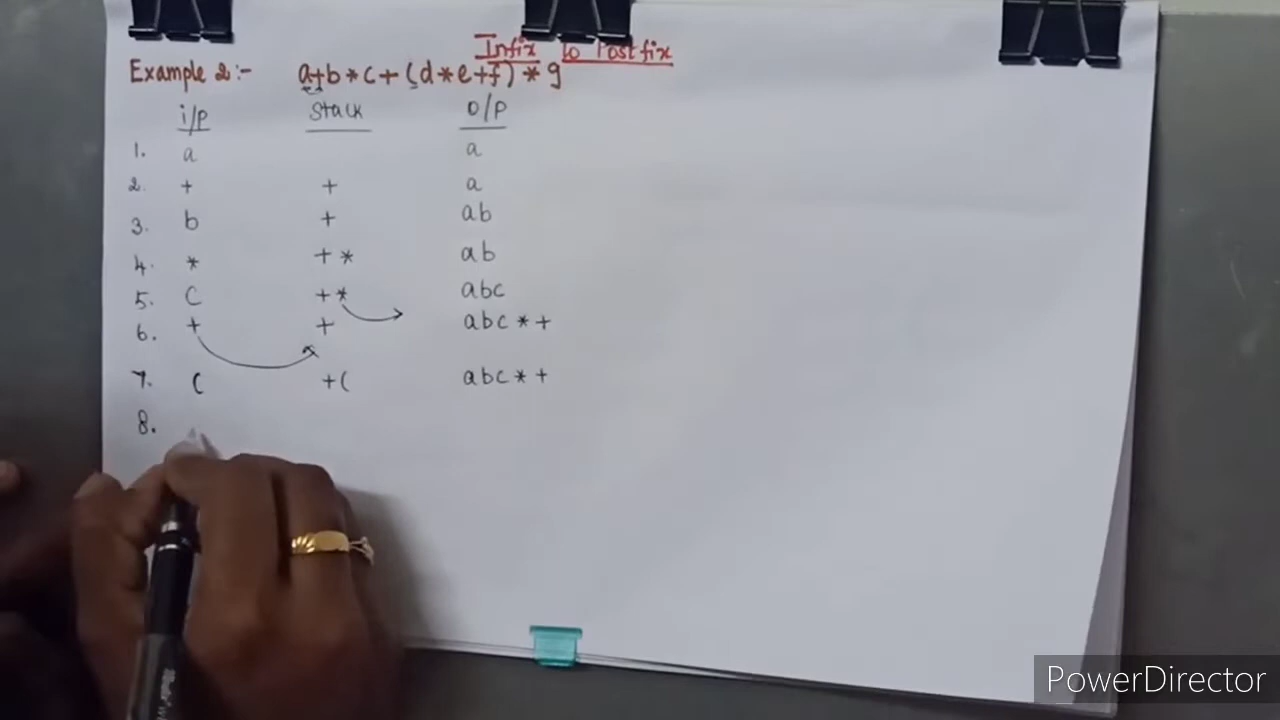 Infix to Postfix
Example 2:- a+b*c+(d*e+f)*g
i/p Stack o/p
1. a a
2. + + a
3. b + ab
4. * +* ab
5. c +* abc
6. + + abc*+
7. ( +( abc*+
8.
PowerDirector